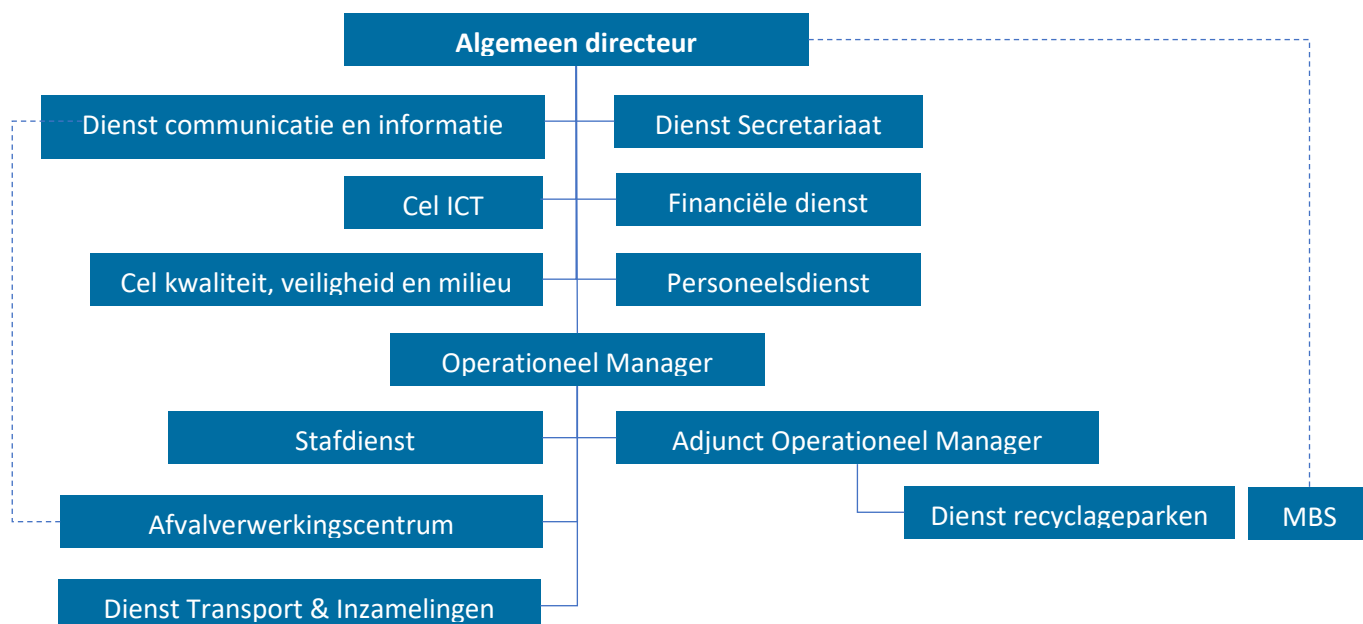 Algemeen directeur
Dienst communicatie en informatie
Dienst Secretariaat
Cel ICT
Financiële dienst
Cel kwaliteit, veiligheid en milieu
Personeelsdienst
Operationeel Manager
Stafdienst
Adjunct Operationeel Manager
Afvalverwerkingscentrum
Dienst recyclageparken
MBS
Dienst Transport & Inzamelingen